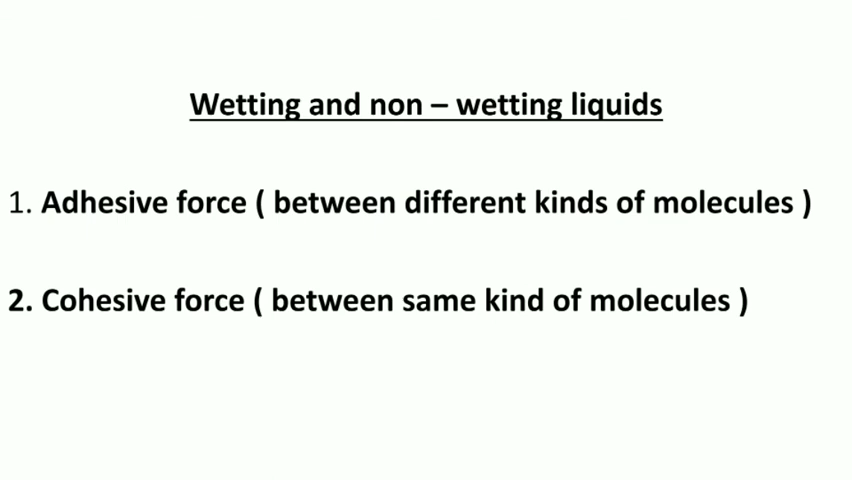 Wetting and non – wetting liquids
1. Adhesive force ( between different kinds of molecules )
2. Cohesive force ( between same kind of molecules )